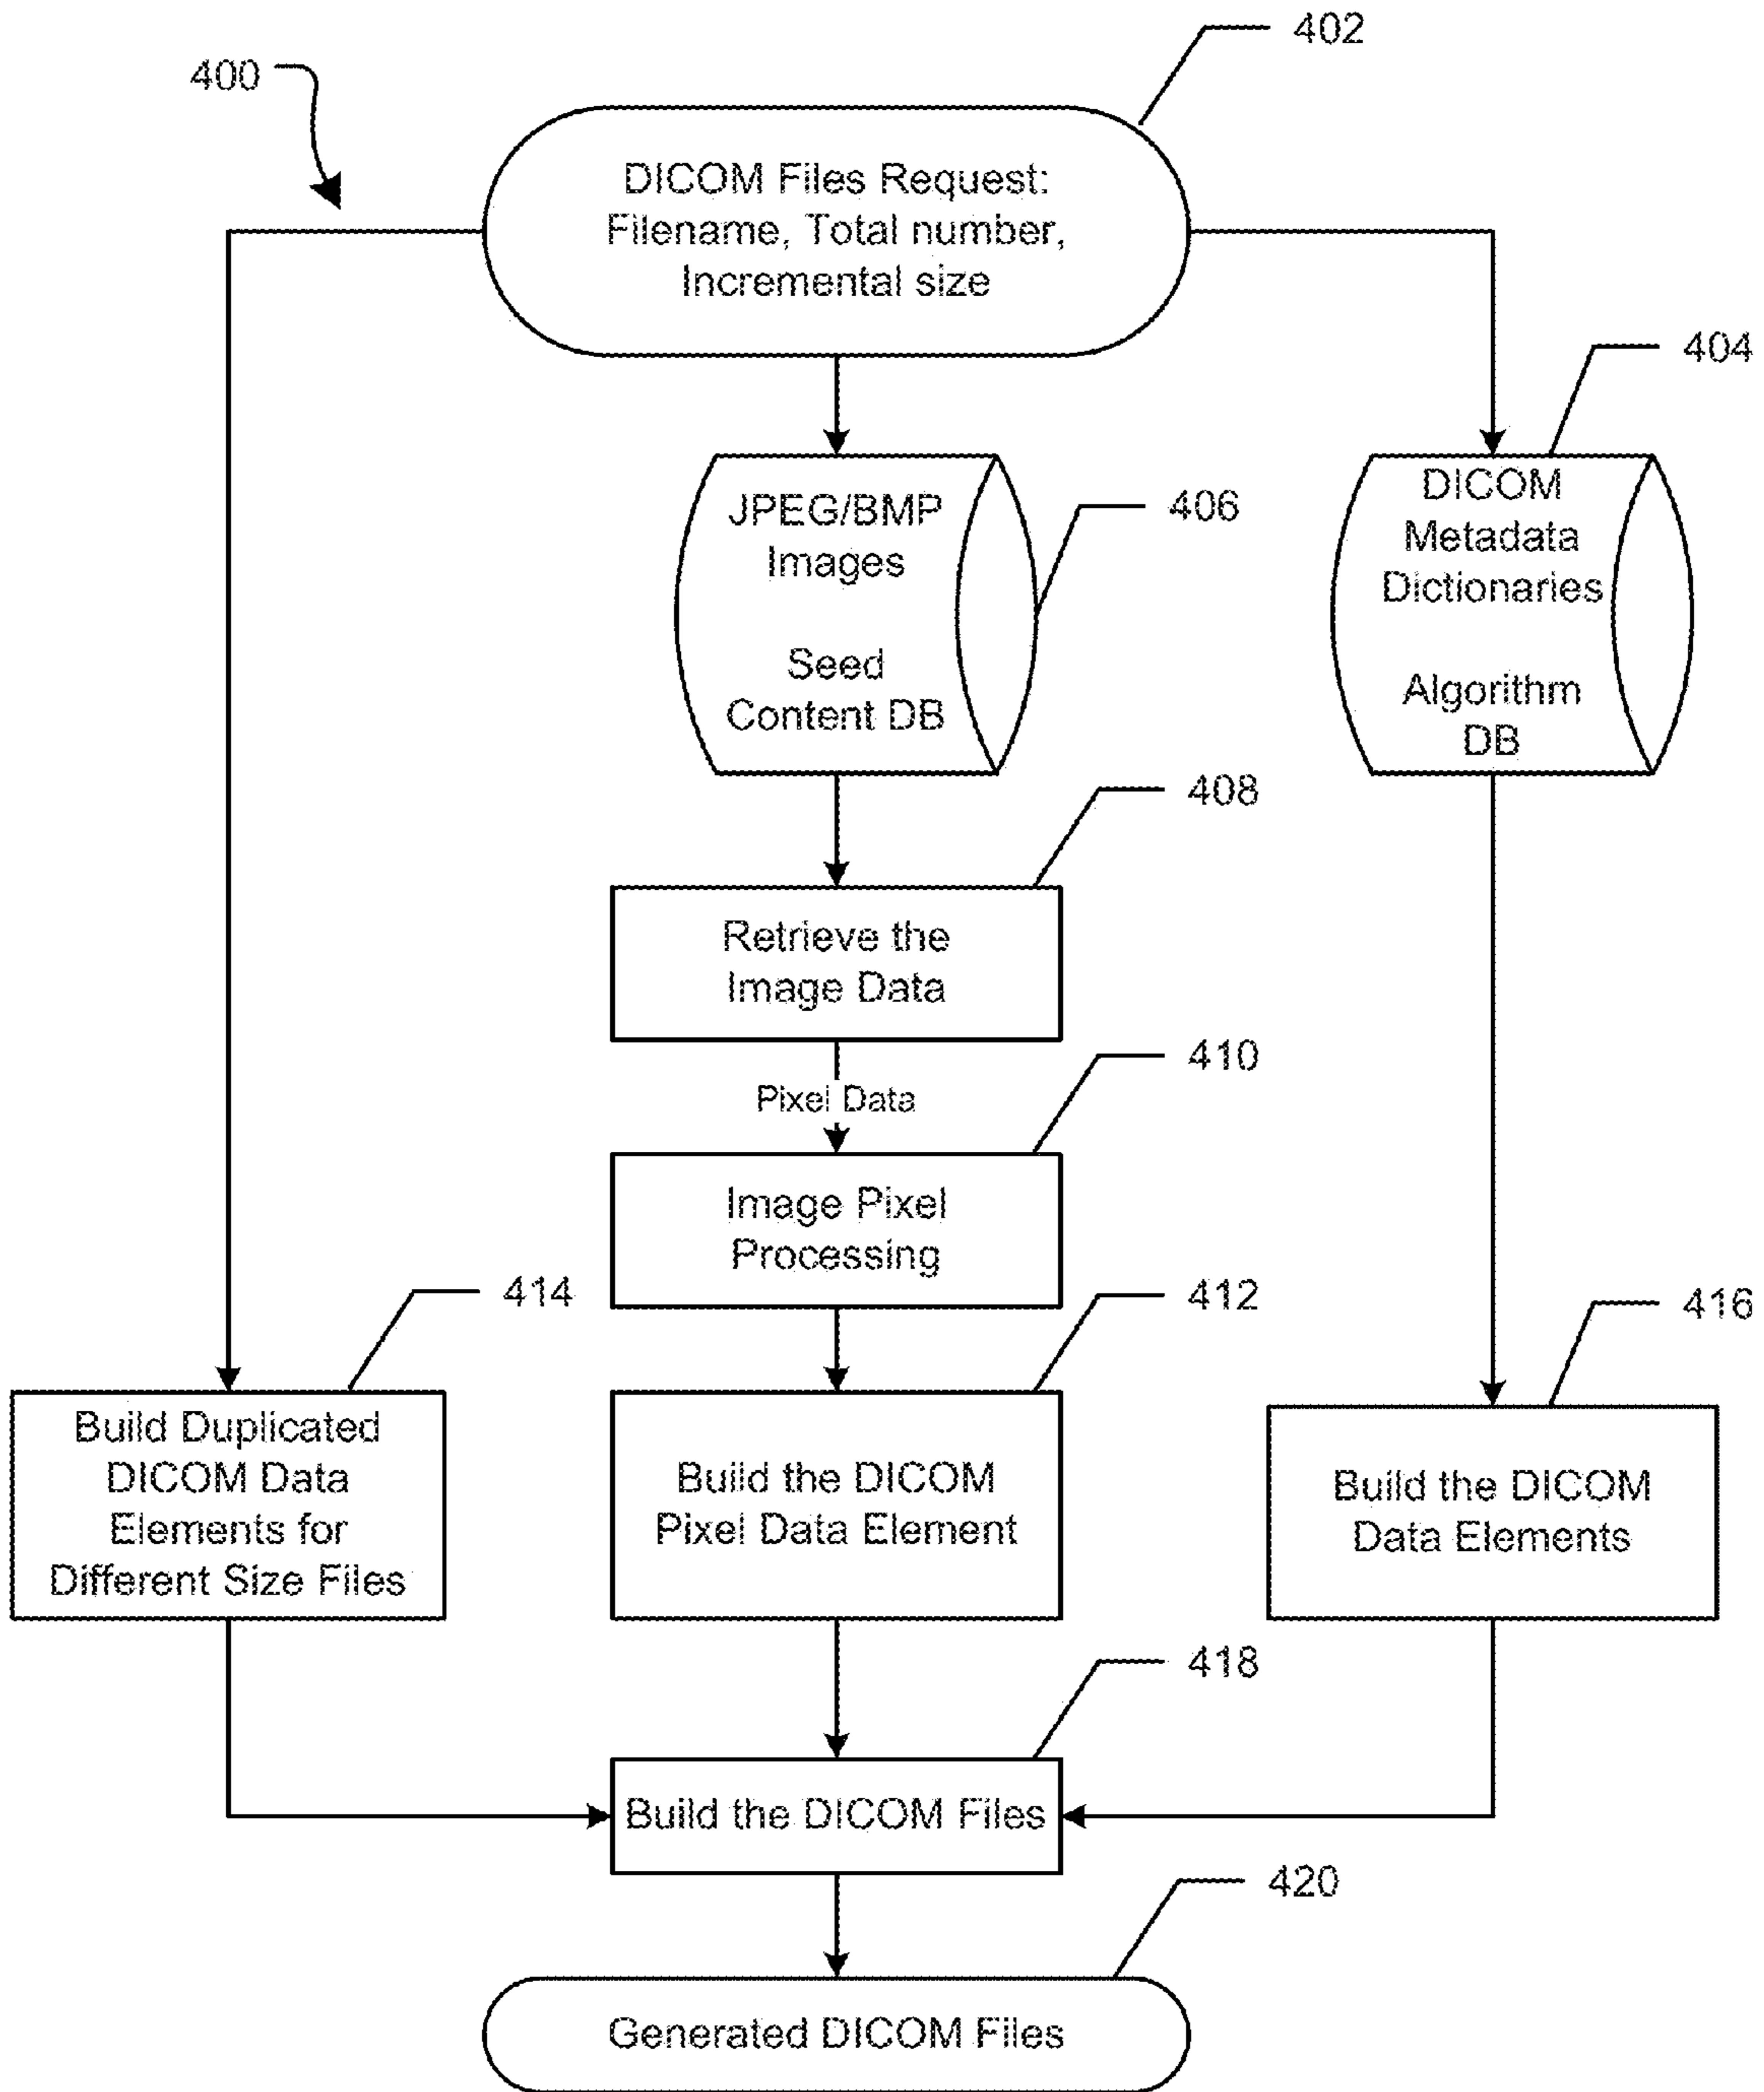 402
400
DICOM Files Request:
Filename, Total number,
Incremental size
404
JPEG/BMP
Images
Seed
Content DB
406
DICOM
Metadata
Dictionaries
Algorithm
DB
408
Retrieve the
Image Data
410
Pixel Data
Image Pixel
Processing
414
412
416
Build Duplicated
DICOM Data
Elements for
Different Size Files
Build the DICOM
Pixel Data Element
Build the DICOM
Data Elements
418
Build the DICOM Files
420
Generated DICOM Files